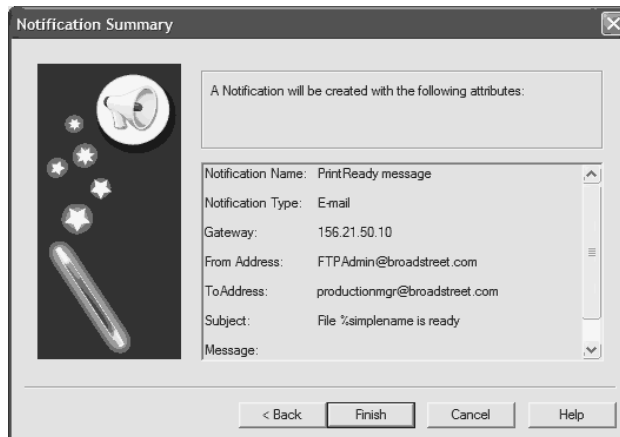 Notification Summary
A Notification will be created with the following attributes:
Notification Name: PrintReady message
Notification Type: E-mail
Gateway: 156.21.50.10
From Address: FTPAdmin@broadstreet.com
ToAddress: productionmgr@broadstreet.com
Subject: File %simplename is ready
Message:
< Back Finish Cancel Help